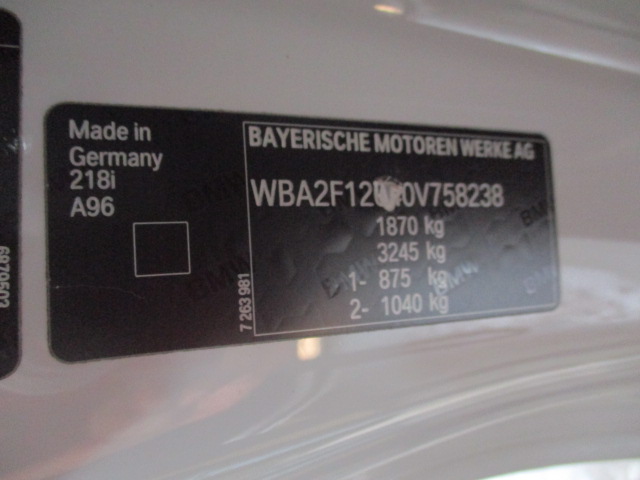 Made in
Germany
218i
A96
BAYERISCHE MOTOREN WERKE AG
1870 kg
3245 kg
1- 875 kg
2- 1040 kg
7 263 981
6970503